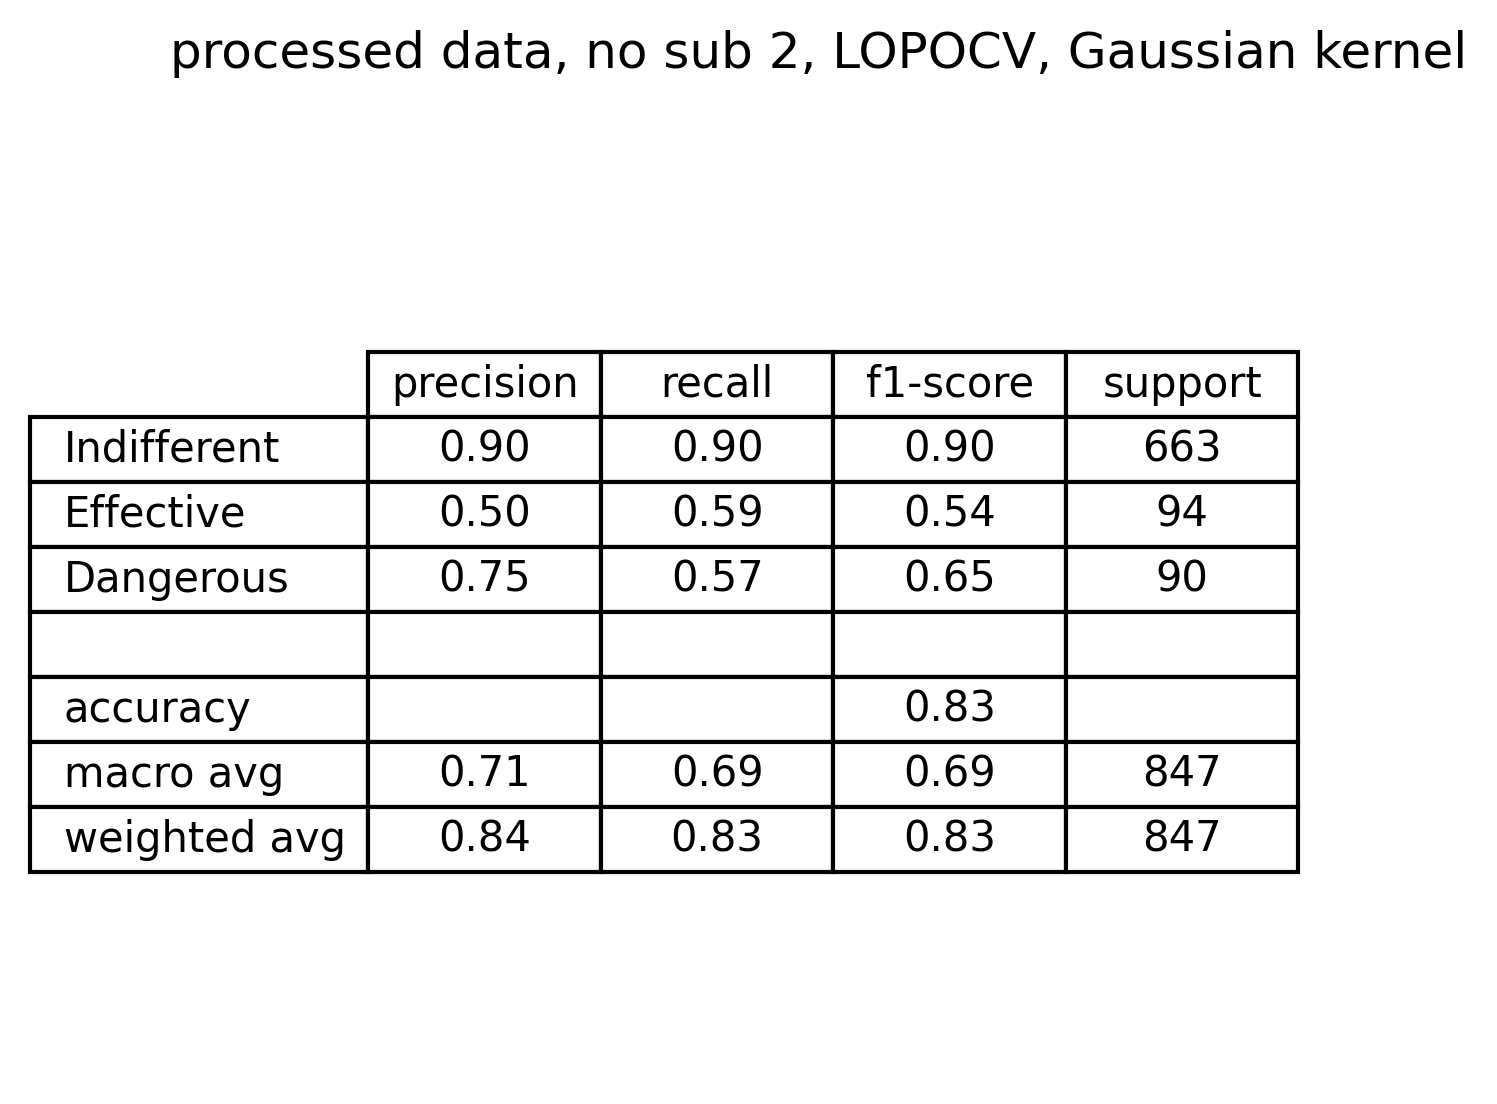 processed data, no sub 2, LOPOCV, Gaussian kernel
precision recall f1-score support
Indifferent 0.90 0.90 0.90 663
Effective 0.50 0.59 0.54 94
Dangerous 0.75 0.57 0.65 90
accuracy 0.83
macro avg 0.71 0.69 0.69 847
weighted avg 0.84 0.83 0.83 847